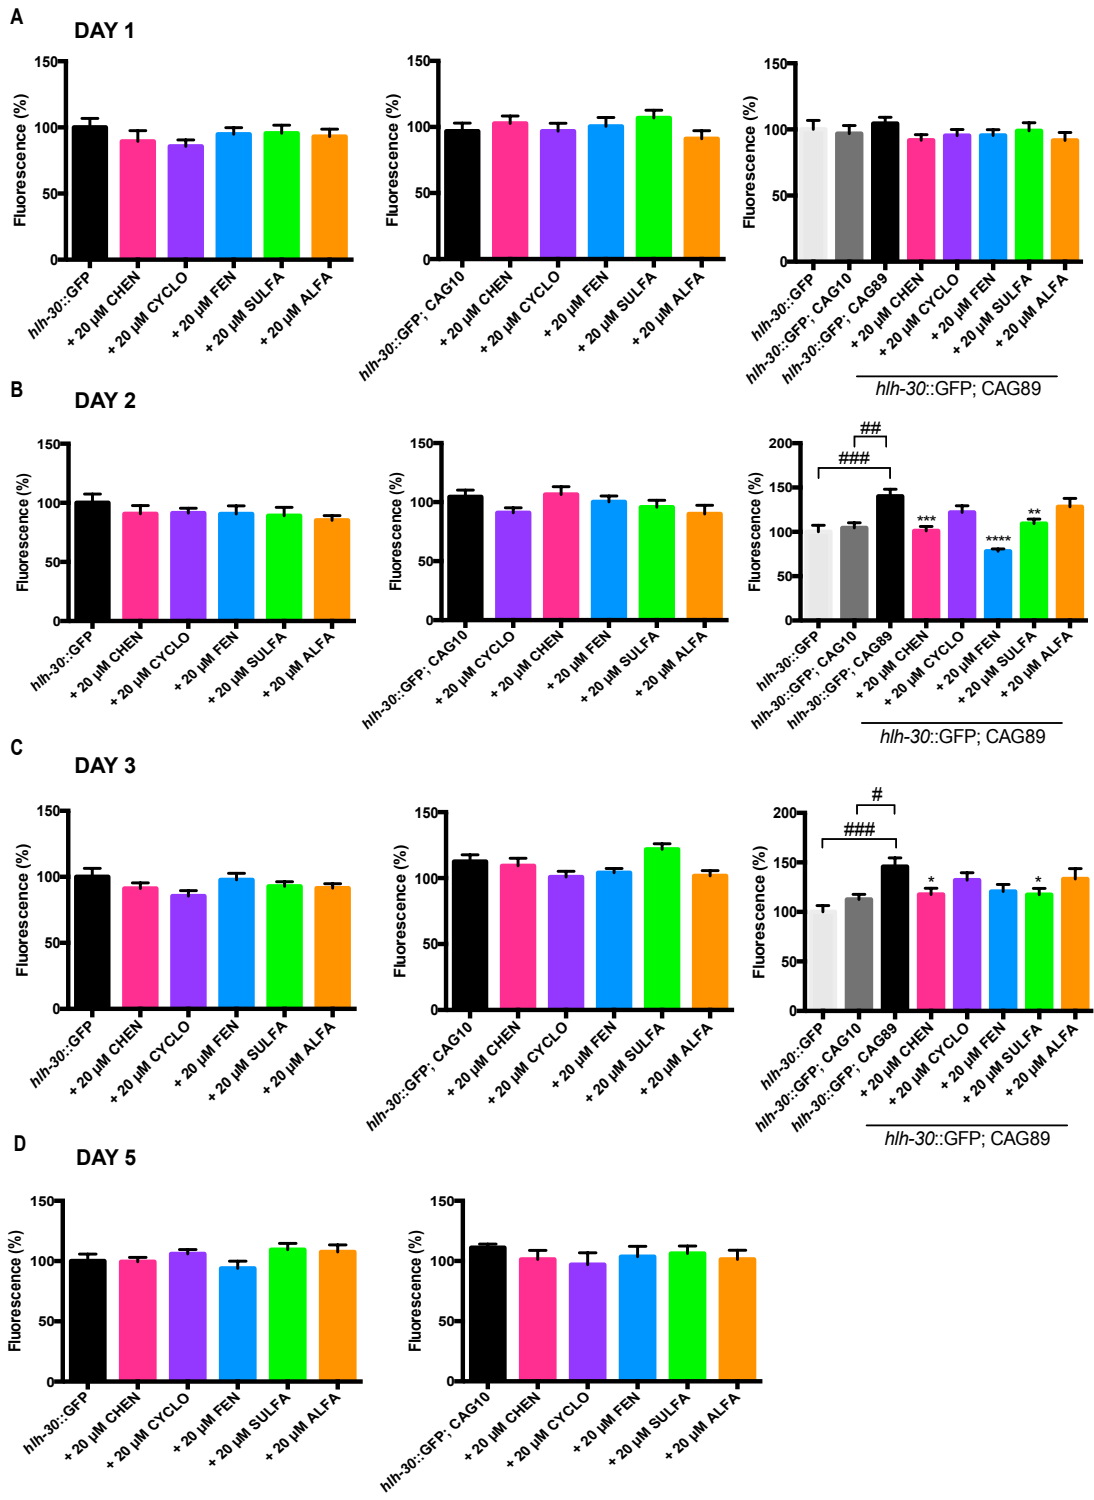 A
DAY 1
Fluorescence (%)
150
100
50
0
hlh-30::GFP
+ 20 µM CHEN
+ 20 µM CYCLO
+ 20 µM FEN
+ 20 µM SULFA
+ 20 µM ALFA
Fluorescence (%)
150
100
50
0
hlh-30::GFP; CAG10
+ 20 µM CHEN
+ 20 µM CYCLO
+ 20 µM FEN
+ 20 µM SULFA
+ 20 µM ALFA
Fluorescence (%)
150
100
50
0
hlh-30::GFP
hlh-30::GFP; CAG10
hlh-30::GFP; CAG89
+ 20 µM CHEN
+ 20 µM CYCLO
+ 20 µM FEN
+ 20 µM SULFA
+ 20 µM ALFA
hlh-30::GFP; CAG89
B
DAY 2
Fluorescence (%)
150
100
50
0
hlh-30::GFP
+ 20 µM CHEN
+ 20 µM CYCLO
+ 20 µM FEN
+ 20 µM SULFA
+ 20 µM ALFA
Fluorescence (%)
150
100
50
0
hlh-30::GFP; CAG10
+ 20 µM CYCLO
+ 20 µM CHEN
+ 20 µM FEN
+ 20 µM SULFA
+ 20 µM ALFA
Fluorescence (%)
200
150
100
50
0
##
###
***
****
**
hlh-30::GFP
hlh-30::GFP; CAG10
hlh-30::GFP; CAG89
+ 20 µM CHEN
+ 20 µM CYCLO
+ 20 µM FEN
+ 20 µM SULFA
+ 20 µM ALFA
hlh-30::GFP; CAG89
C
DAY 3
Fluorescence (%)
150
100
50
0
hlh-30::GFP
+ 20 µM CHEN
+ 20 µM CYCLO
+ 20 µM FEN
+ 20 µM SULFA
+ 20 µM ALFA
Fluorescence (%)
150
100
50
0
hlh-30::GFP; CAG10
+ 20 µM CHEN
+ 20 µM CYCLO
+ 20 µM FEN
+ 20 µM SULFA
+ 20 µM ALFA
Fluorescence (%)
200
150
100
50
0
#
###
*
*
hlh-30::GFP
hlh-30::GFP; CAG10
hlh-30::GFP; CAG89
+ 20 µM CHEN
+ 20 µM CYCLO
+ 20 µM FEN
+ 20 µM SULFA
+ 20 µM ALFA
hlh-30::GFP; CAG89
D
DAY 5
Fluorescence (%)
150
100
50
0
hlh-30::GFP
+ 20 µM CHEN
+ 20 µM CYCLO
+ 20 µM FEN
+ 20 µM SULFA
+ 20 µM ALFA
Fluorescence (%)
150
100
50
0
hlh-30::GFP; CAG10
+ 20 µM CHEN
+ 20 µM CYCLO
+ 20 µM FEN
+ 20 µM SULFA
+ 20 µM ALFA